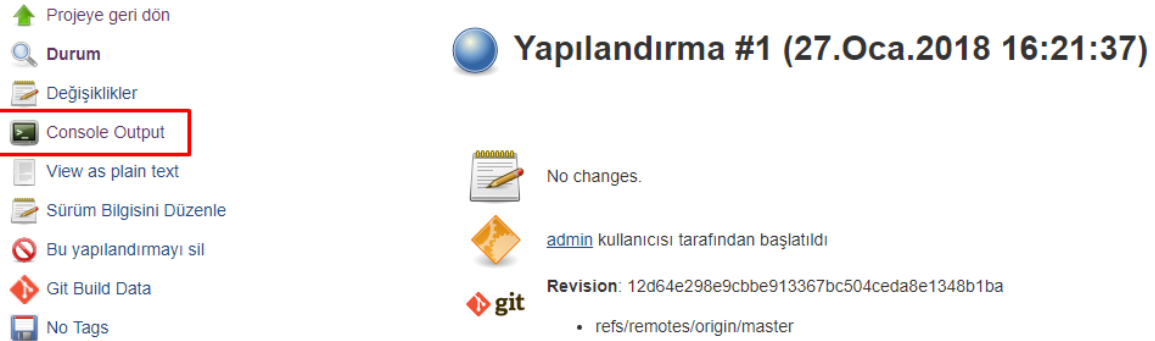 Projeye geri dön
Durum
Değişiklikler
Console Output
View as plain text
Sürüm Bilgisini Düzenle
Bu yapılandırmayı sil
Git Build Data
No Tags
Yapılandırma #1 (27.Oca.2018 16:21:37)
No changes.
admin kullanıcısı tarafından başlatıldı
git
Revision: 12d64e298e9cbbe913367bc504ceda8e1348b1ba
refs/remotes/origin/master